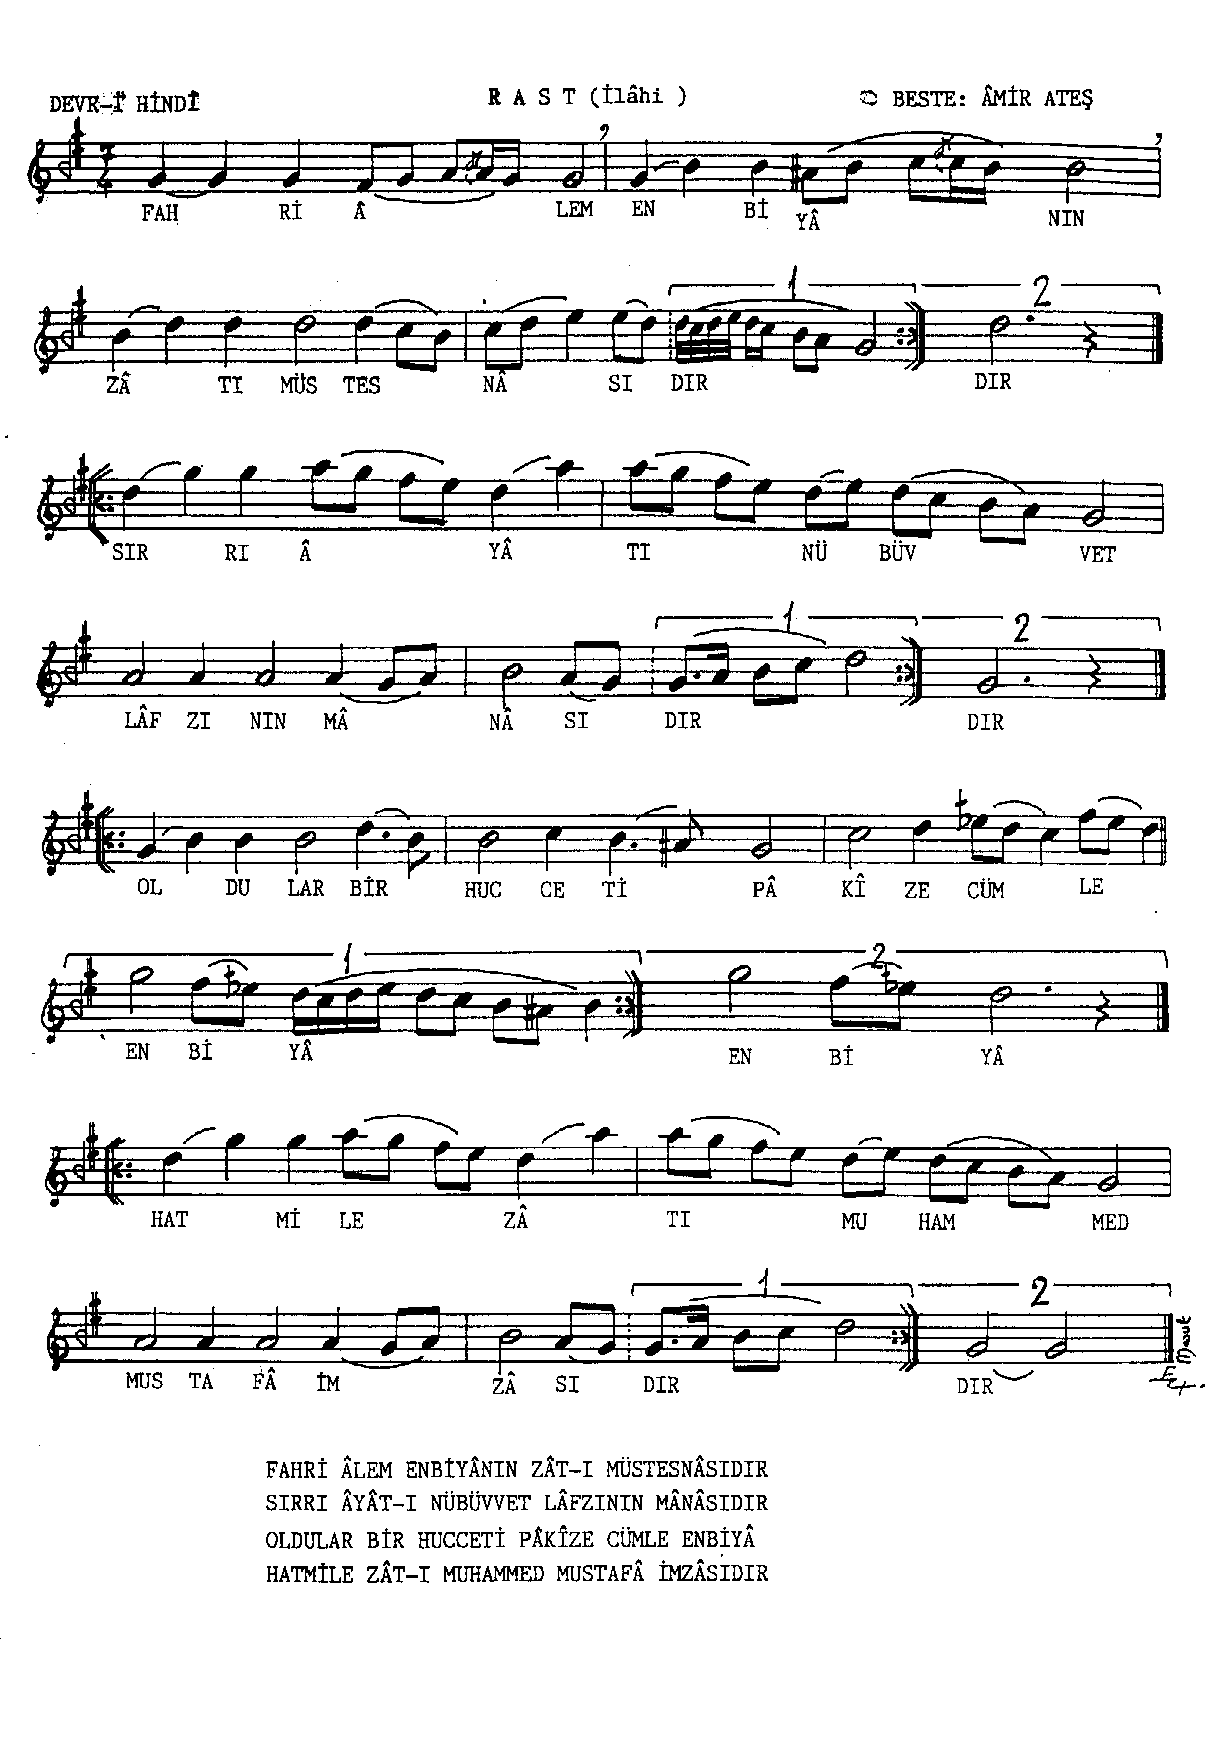 DEVR-İ HİNDÎ RAST (İlâhi ) © BESTE: ÂMİR ATEŞ
7
4
FAH Rİ Â LEM EN Bİ YÂ NIN
1 2
ZÂ TI MÜS TES NÂ SI DIR DIR
SIR RI Â YÂ TI NÜ BÜV VET
1 2
LÂF ZI NIN MÂ NÂ SI DIR DIR
OL DU LAR BİR HUC CE Tİ PÂ KÎ ZE CÜM LE
1 2
EN Bİ YÂ EN Bİ YÂ
HAT Mİ LE ZÂ TI MU HAM MED
1 2
MUS TA FÂ İM ZÂ SI DIR DIR
FAHRİ ÂLEM ENBİYÂNIN ZÂT-I MÜSTESNÂSIDIR
SIRRI ÂYÂT-I NÜBÜVVET LÂFZININ MÂNÂSIDIR
OLDULAR BİR HUCCETİ PÂKÎZE CÜMLE ENBİYÂ
HATMİLE ZÂT-I MUHAMMED MUSTAFÂ İMZÂSIDIR